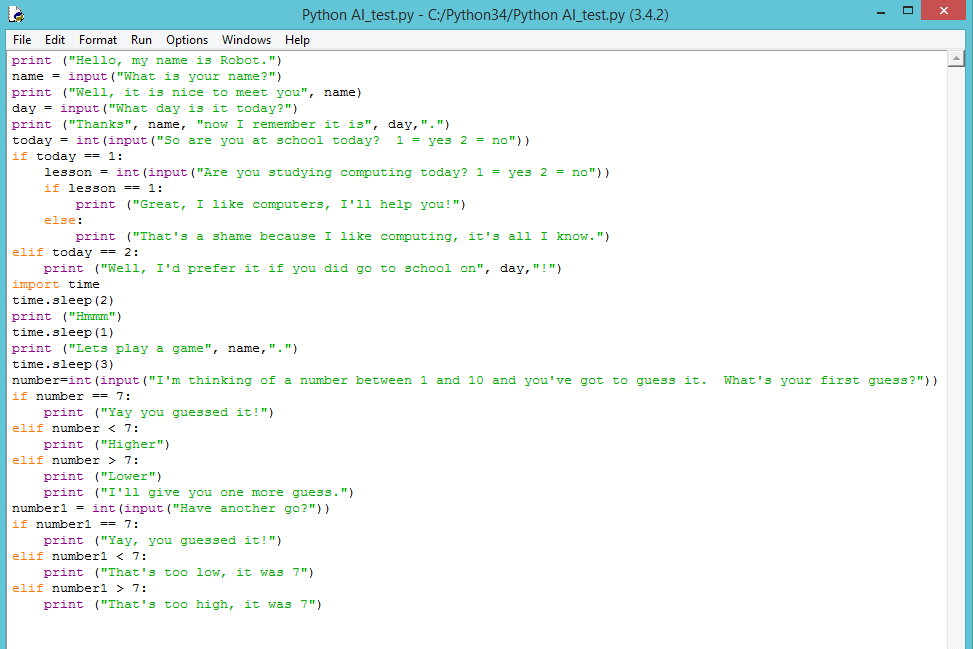 Python AI_test.py - C:/Python34/Python AI_test.py (3.4.2)
File Edit Format Run Options Windows Help
print ("Hello, my name is Robot.")
name = input("What is your name?")
print ("Well, it is nice to meet you", name)
day = input("What day is it today?")
print ("Thanks", name, "now I remember it is", day,".")
today = int(input("So are you at school today?  1 = yes 2 = no"))
if today == 1:
    lesson = int(input("Are you studying computing today? 1 = yes 2 = no"))
    if lesson == 1:
        print ("Great, I like computers, I'll help you!")
    else:
        print ("That's a shame because I like computing, it's all I know.")
elif today == 2:
    print ("Well, I'd prefer it if you did go to school on", day,"!")
import time
time.sleep(2)
print ("Hmmm")
time.sleep(1)
print ("Lets play a game", name,".")
time.sleep(3)
number=int(input("I'm thinking of a number between 1 and 10 and you've got to guess it.  What's your first guess?"))
if number == 7:
    print ("Yay you guessed it!")
elif number < 7:
    print ("Higher")
elif number > 7:
    print ("Lower")
    print ("I'll give you one more guess.")
number1 = int(input("Have another go?"))
if number1 == 7:
    print ("Yay, you guessed it!")
elif number1 < 7:
    print ("That's too low, it was 7")
elif number1 > 7:
    print ("That's too high, it was 7")